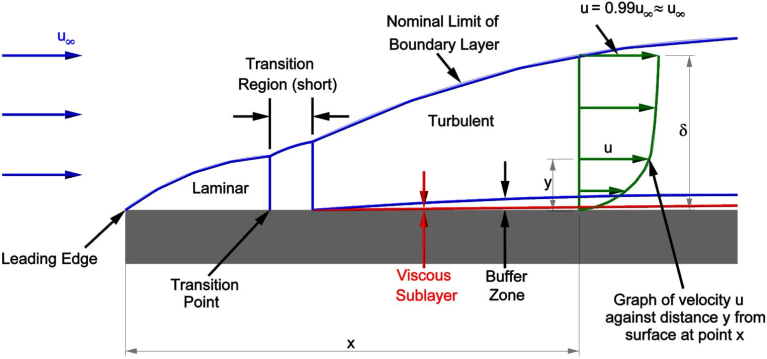 u = 0.99u∞ ≈ u∞
Nominal Limit of
Boundary Layer
u∞
Transition
Region (short)
Turbulent
δ
u
y
Laminar
Leading Edge
Transition
Point
Viscous
Sublayer
Buffer
Zone
Graph of velocity u
against distance y from
surface at point x
x